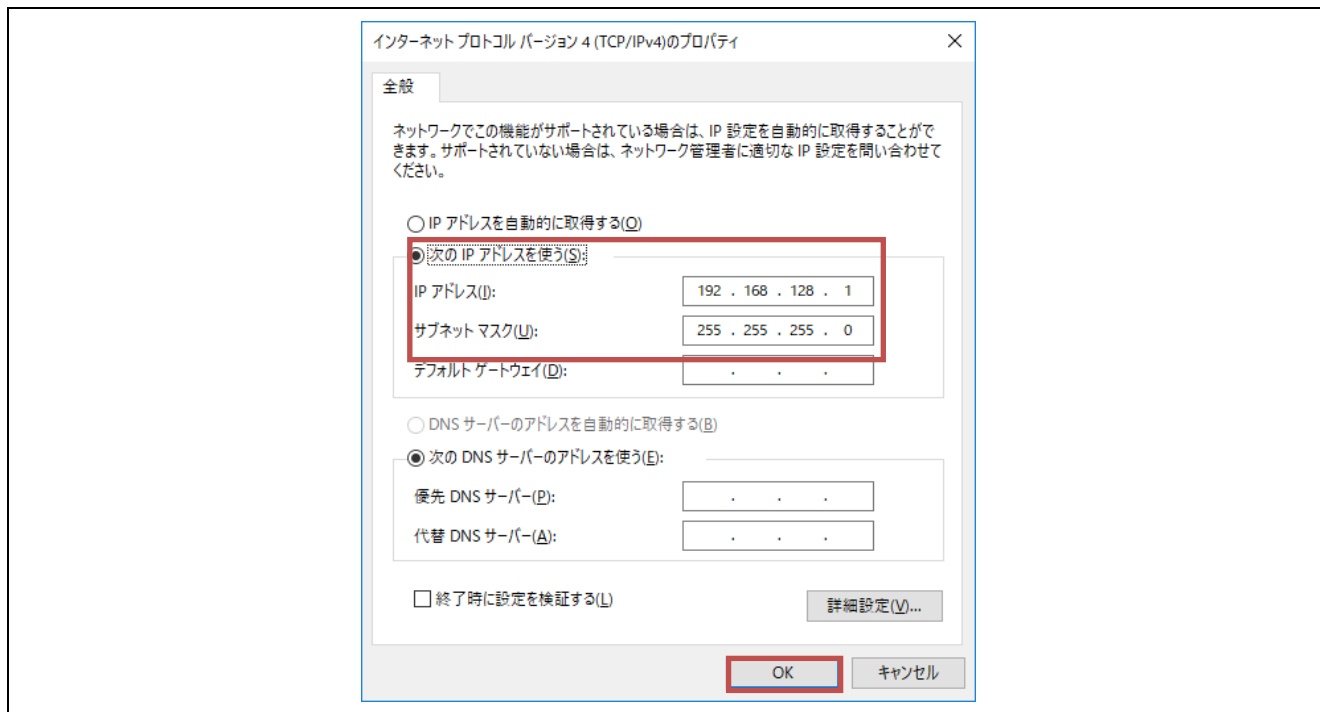 インターネット プロトコル バージョン 4 (TCP/IPv4)のプロパティ
全般
ネットワークでこの機能がサポートされている場合は、IP 設定を自動的に取得することがで
きます。サポートされていない場合は、ネットワーク管理者に適切な IP 設定を問い合わせて
ください。
IP アドレスを自動的に取得する(O)
次の IP アドレスを使う(S):
IP アドレス(I): 192 . 168 . 128 . 1
サブネット マスク(U): 255 . 255 . 255 . 0
デフォルト ゲートウェイ(D): . . .
DNS サーバーのアドレスを自動的に取得する(B)
次の DNS サーバーのアドレスを使う(E):
優先 DNS サーバー(P): . . .
代替 DNS サーバー(A): . . .
終了時に設定を検証する(L) 詳細設定(V)...
OK キャンセル